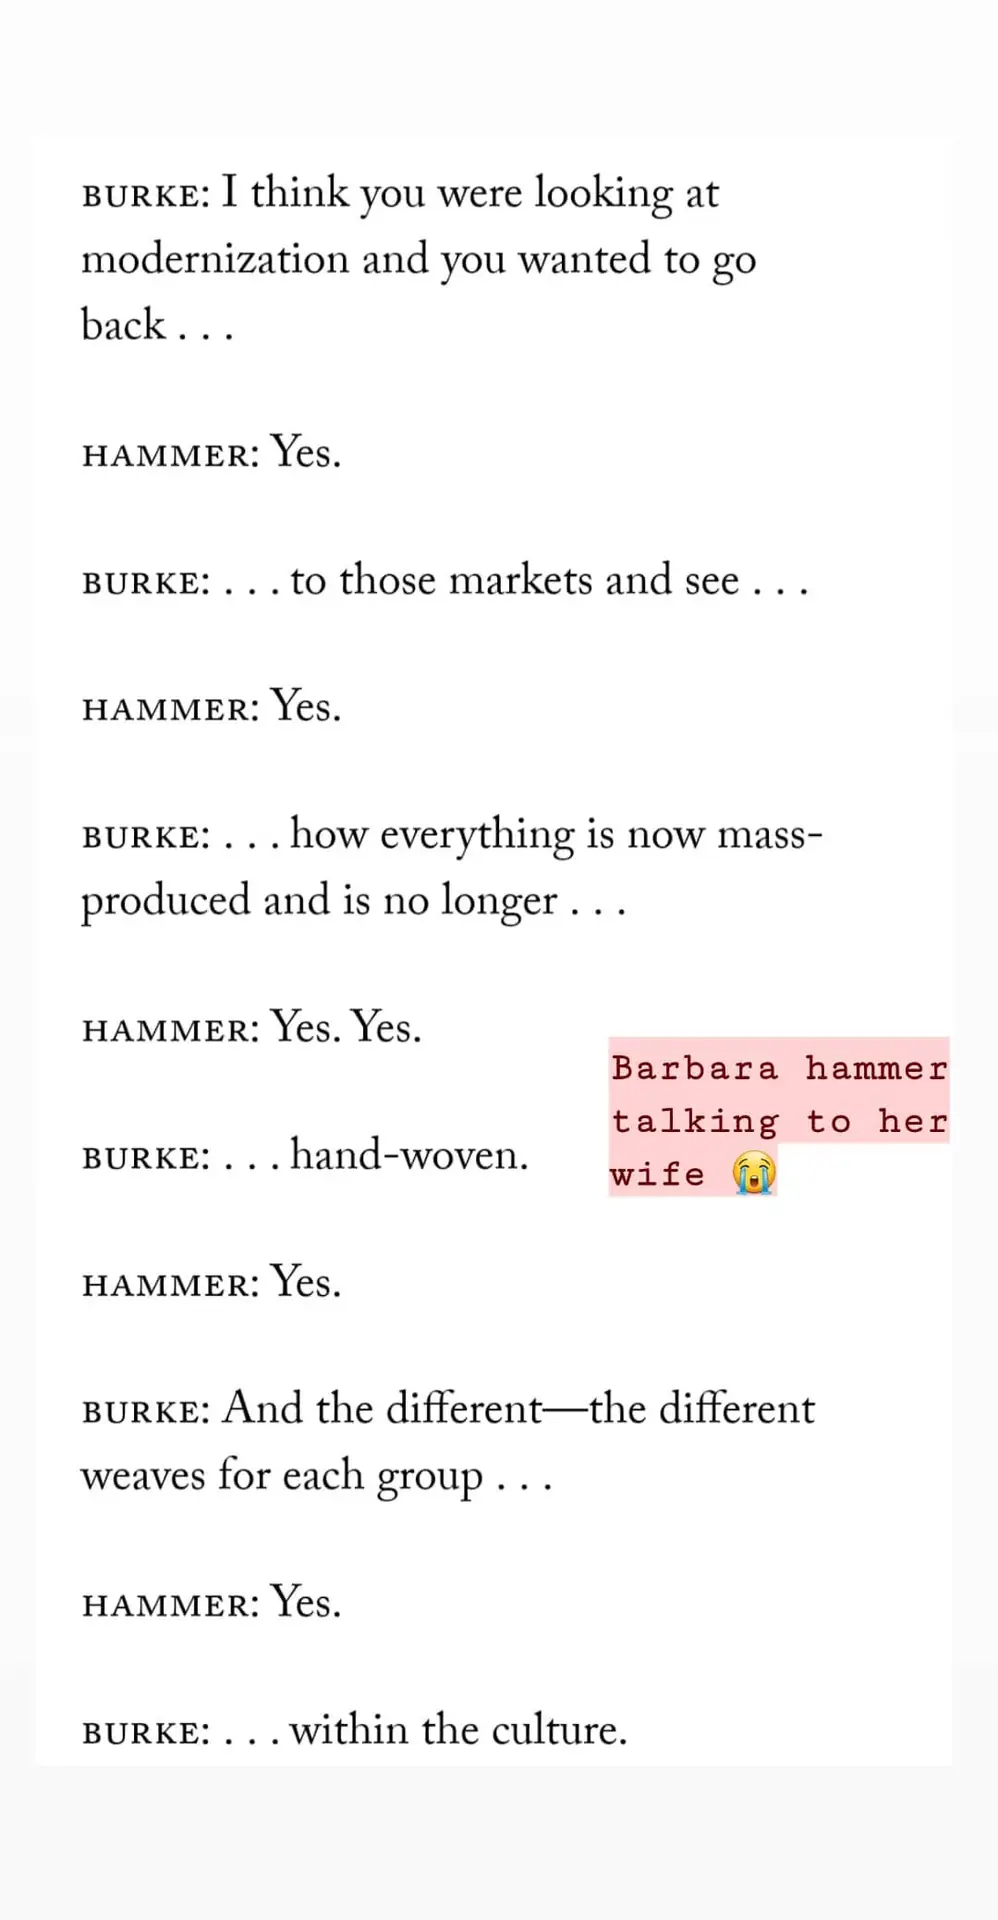 BURKE: I think you were looking at
modernization and you wanted to go
back . . .
HAMMER: Yes.
BURKE: . . . to those markets and see . . .
HAMMER: Yes.
BURKE: . . . how everything is now mass-
produced and is no longer . . .
HAMMER: Yes. Yes.
Barbara hammer
talking to her
wife 😭
BURKE: . . . hand-woven.
HAMMER: Yes.
BURKE: And the different—the different
weaves for each group . . .
HAMMER: Yes.
BURKE: . . . within the culture.